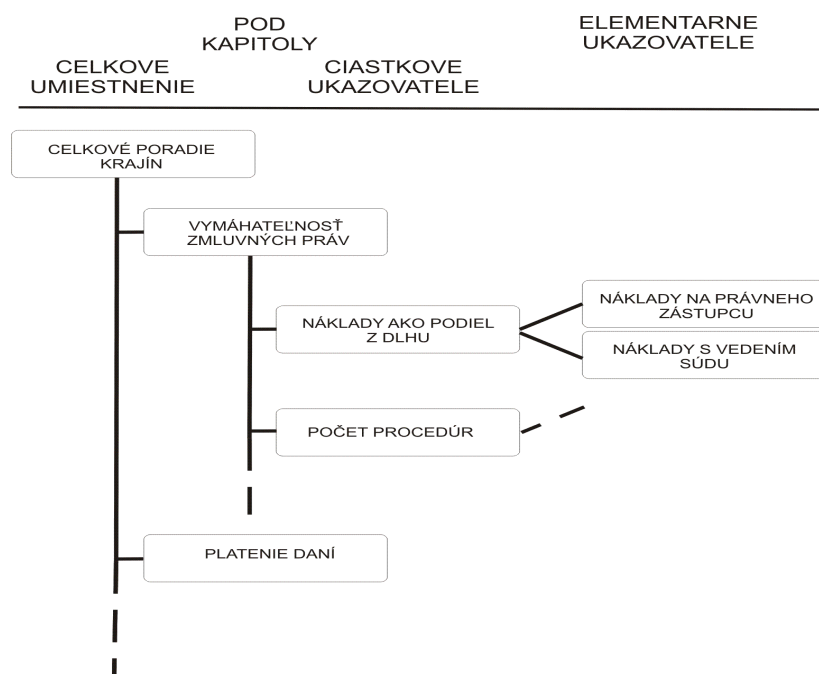 POD
KAPITOLY
ELEMENTARNE
UKAZOVATELE
CELKOVE
UMIESTNENIE
CIASTKOVE
UKAZOVATELE
CELKOVÉ PORADIE
KRAJÍN
VYMÁHATEĽNOSŤ
ZMLUVNÝCH PRÁV
NÁKLADY AKO PODIEL
Z DLHU
NÁKLADY NA PRÁVNEHO
ZÁSTUPCU
NÁKLADY S VEDENÍM
SÚDU
POČET PROCEDÚR
PLATENIE DANÍ